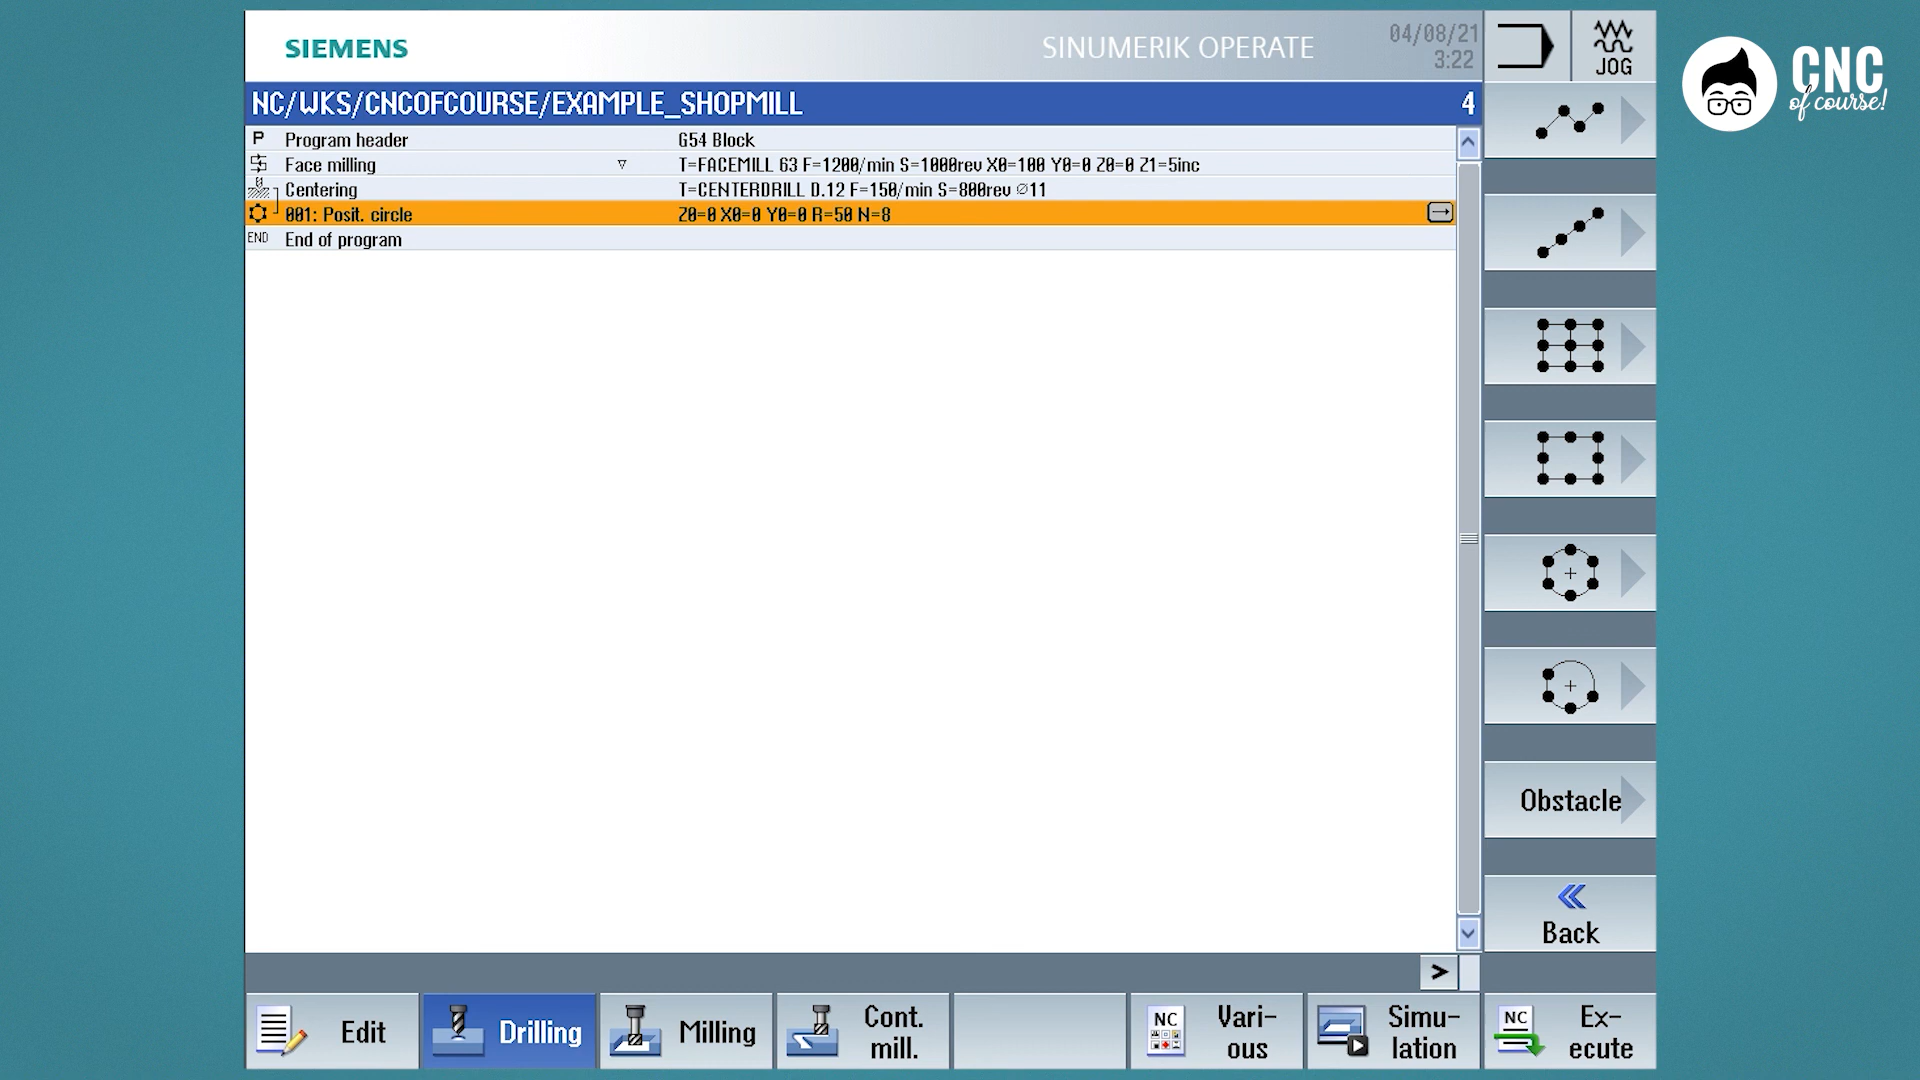 SIEMENS
SINUMERIK OPERATE
04/08/21
3:22
JOG
CNC
of course!
NC/WKS/CNCOFCOURSE/EXAMPLE_SHOPMILL
4
P Program header G54 Block
Face milling ▽ T=FACEMILL 63 F=1200/min S=1000rev X0=100 Y0=0 Z0=0 Z1=5inc
Centering T=CENTERDRILL D.12 F=150/min S=800rev ∅11
001: Posit. circle Z0=0 X0=0 Y0=0 R=50 N=8
END End of program
Obstacle
Back
>
Edit
Drilling
Milling
Cont.
mill.
NC
Vari-
ous
Simu-
lation
NC
Ex-
ecute